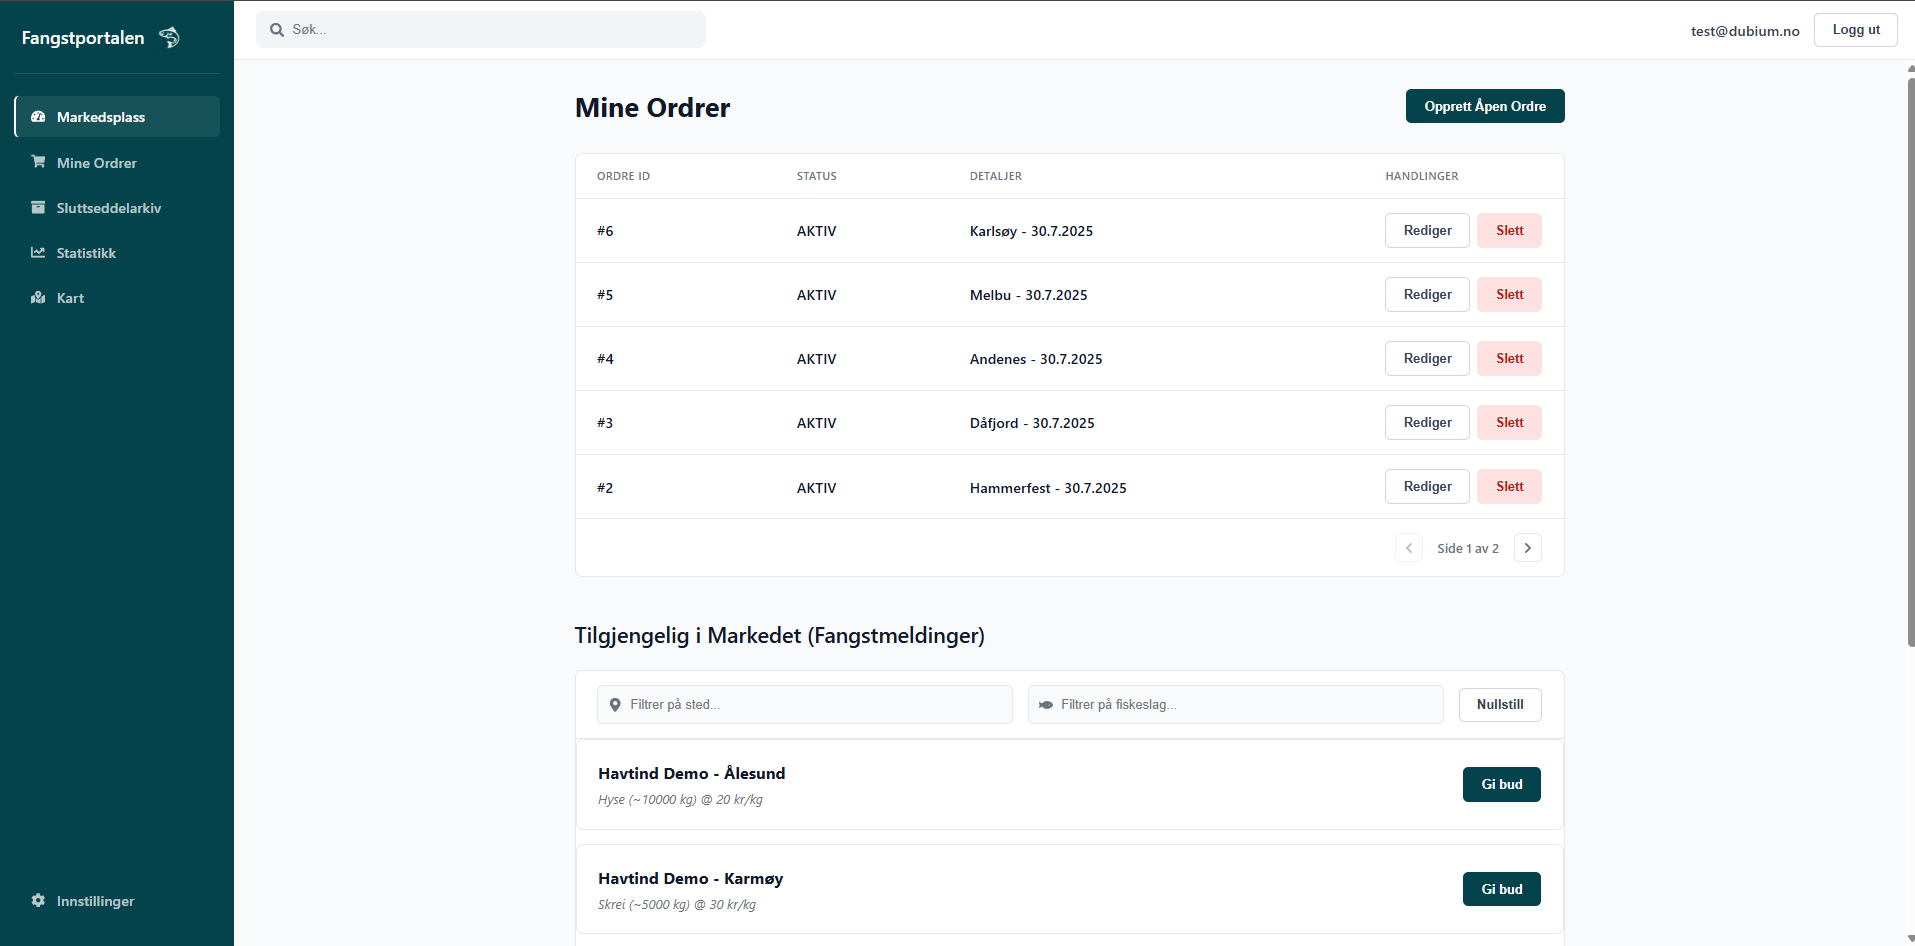 Fangstportalen
Søk...
test@dubium.no
Logg ut
Markedsplass
Mine Ordrer
Sluttseddelarkiv
Statistikk
Kart
Innstillinger
Mine Ordrer
Opprett Åpen Ordre
ORDRE ID STATUS DETALJER HANDLINGER
#6 AKTIV Karlsøy - 30.7.2025 Rediger Slett
#5 AKTIV Melbu - 30.7.2025 Rediger Slett
#4 AKTIV Andenes - 30.7.2025 Rediger Slett
#3 AKTIV Dåfjord - 30.7.2025 Rediger Slett
#2 AKTIV Hammerfest - 30.7.2025 Rediger Slett
Side 1 av 2
Tilgjengelig i Markedet (Fangstmeldinger)
Filtrer på sted... Filtrer på fiskeslag... Nullstill
Havtind Demo - Ålesund
Hyse (~10000 kg) @ 20 kr/kg
Gi bud
Havtind Demo - Karmøy
Skrei (~5000 kg) @ 30 kr/kg
Gi bud